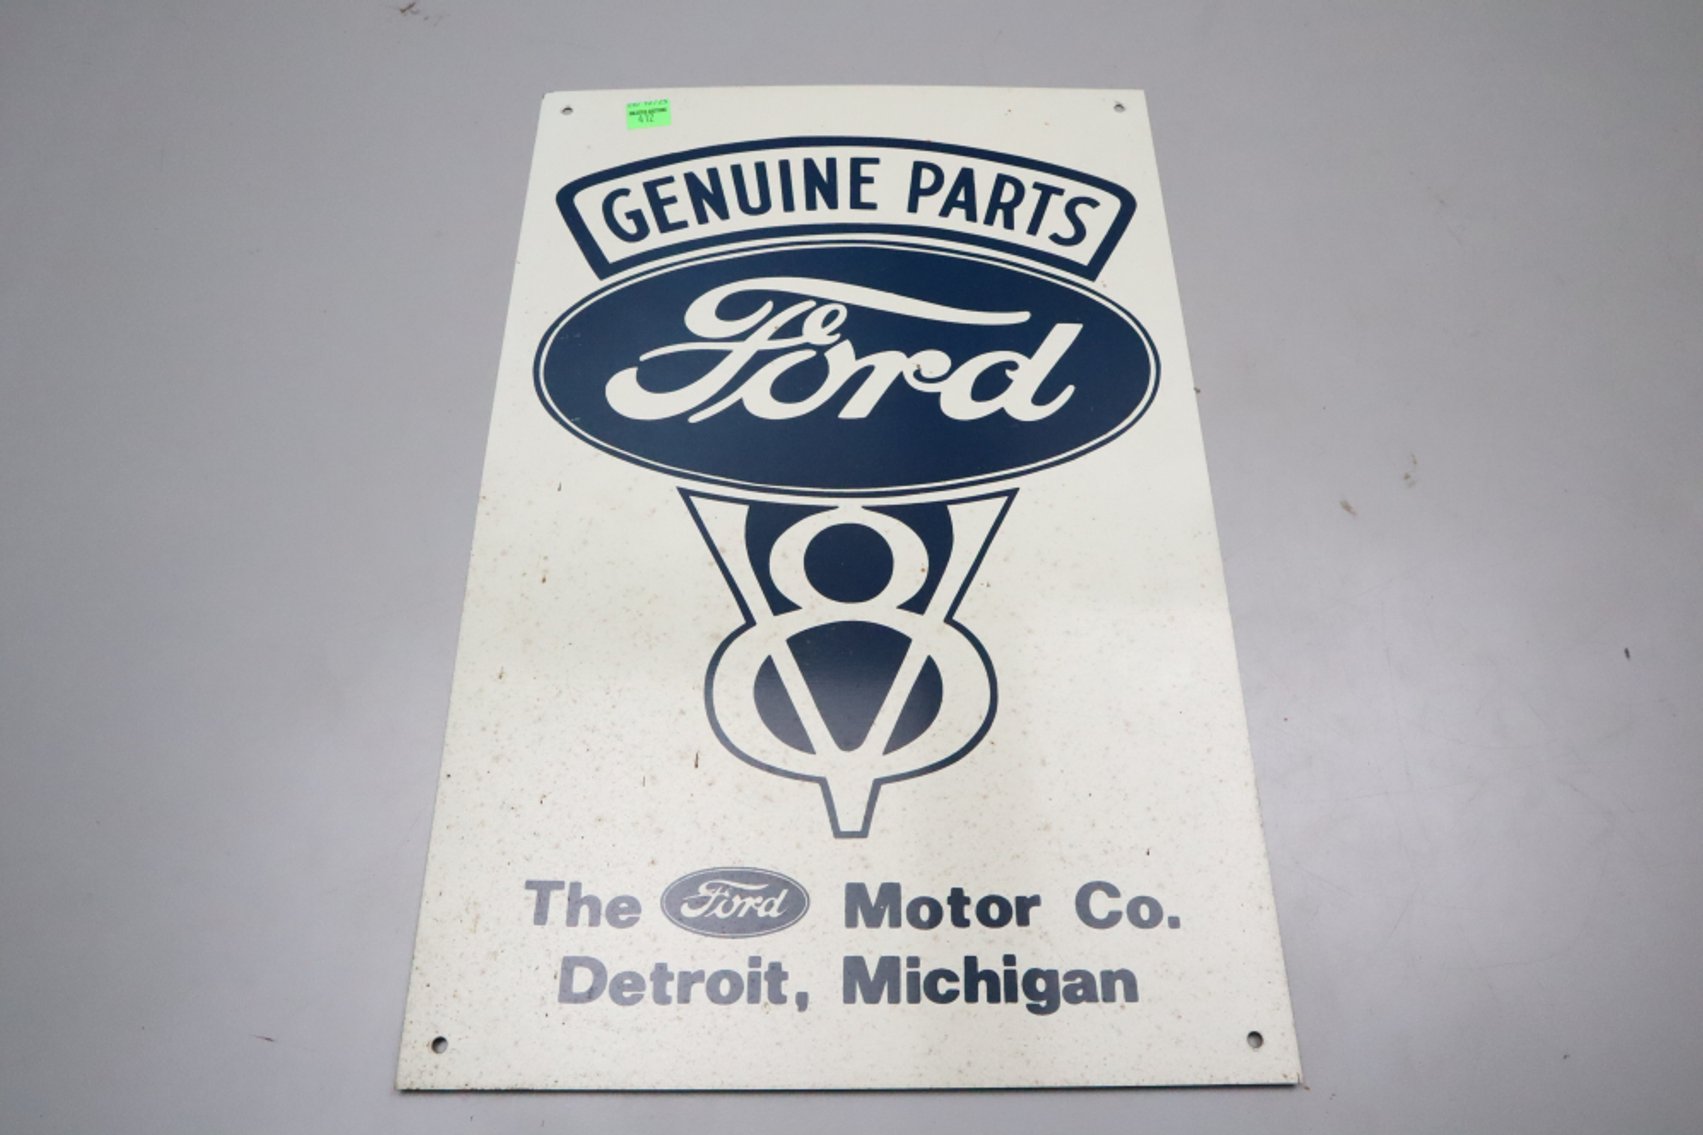 GENUINE PARTS
Ford
V8
The Ford Motor Co.
Detroit, Michigan